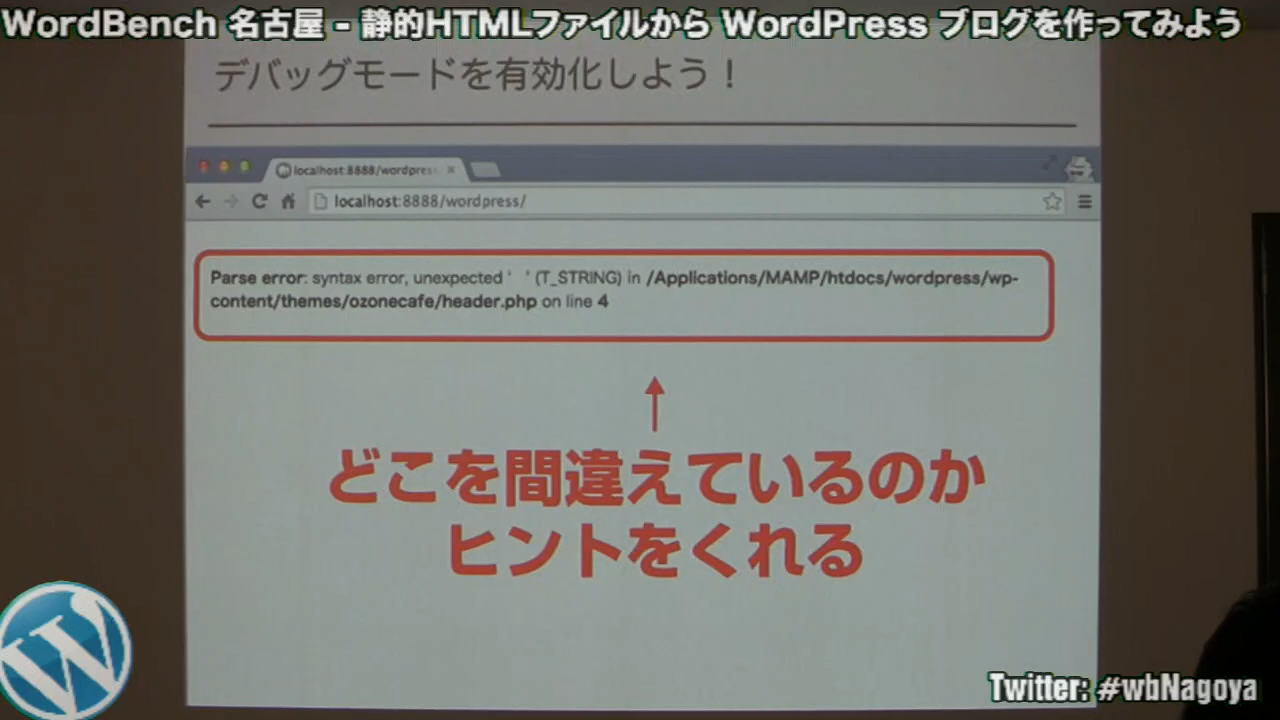 WordBench 名古屋 - 静的HTMLファイルから WordPress ブログを作ってみよう
デバッグモードを有効化しよう！
localhost:8888/wordpres
localhost:8888/wordpress/
Parse error: syntax error, unexpected '　' (T_STRING) in /Applications/MAMP/htdocs/wordpress/wp-
content/themes/ozonecafe/header.php on line 4
どこを間違えているのか
ヒントをくれる
W
Twitter: #wbNagoya